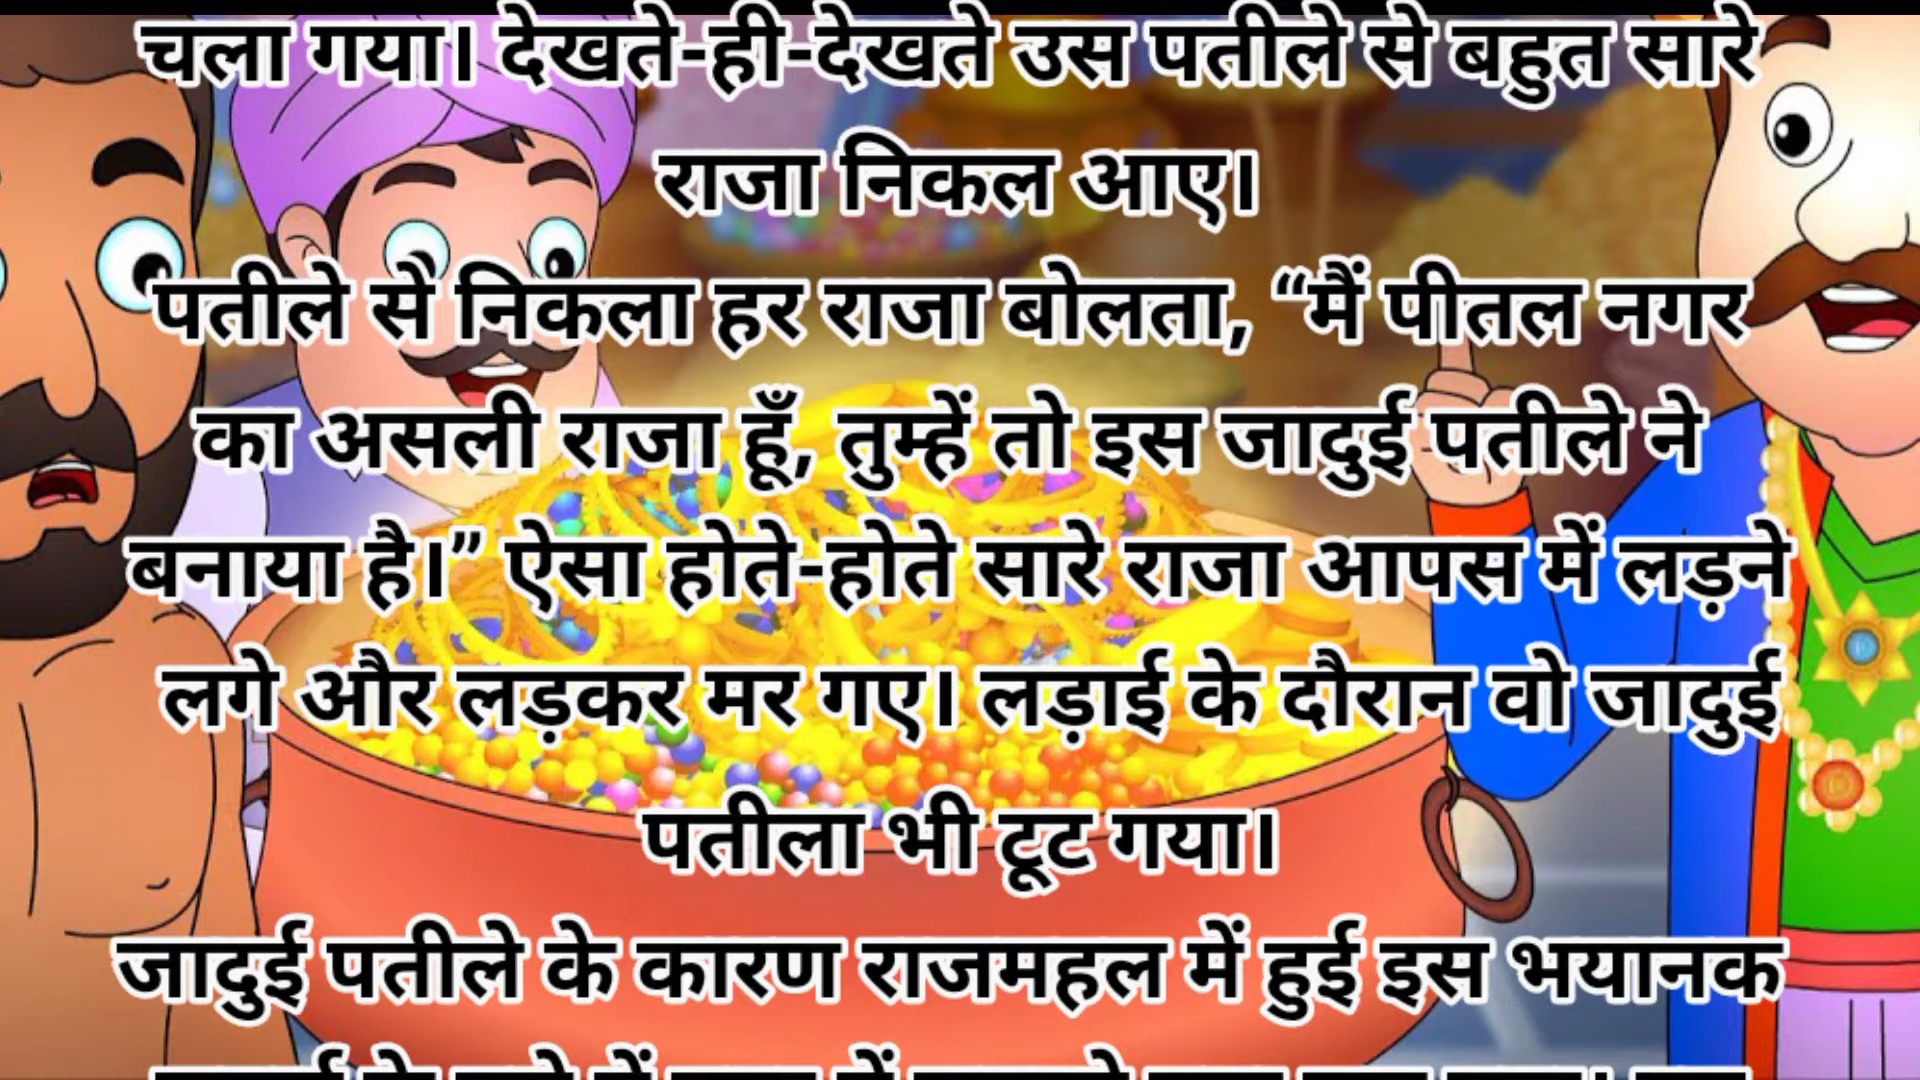 चला गया। देखते-ही-देखते उस पतीले से बहुत सारे
राजा निकल आए।
पतीले से निकला हर राजा बोलता, “मैं पीतल नगर
का असली राजा हूँ, तुम्हें तो इस जादुई पतीले ने
बनाया है।” ऐसा होते-होते सारे राजा आपस में लड़ने
लगे और लड़कर मर गए। लड़ाई के दौरान वो जादुई
पतीला भी टूट गया।
जादुई पतीले के कारण राजमहल में हुई इस भयानक